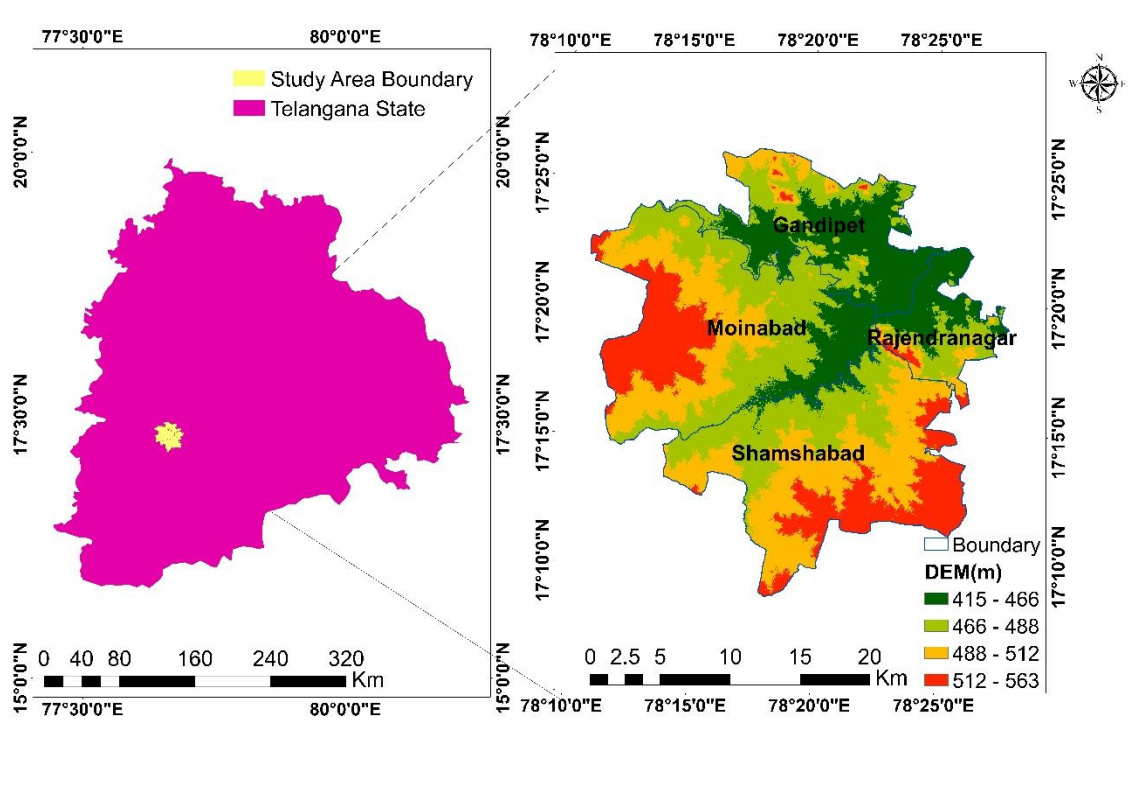 77°30'0"E 80°0'0"E
Study Area Boundary
Telangana State
20°0'0"N
20°0'0"N
17°30'0"N
17°30'0"N
15°0'0"N
0 40 80 160 240 320
Km
77°30'0"E 80°0'0"E
78°10'0"E 78°15'0"E 78°20'0"E 78°25'0"E
N
W E
S
17°25'0"N
17°25'0"N
17°20'0"N
17°20'0"N
17°15'0"N
17°15'0"N
17°10'0"N
17°10'0"N
Gandipet
Moinabad
Rajendranagar
Shamshabad
Boundary
DEM(m)
415 - 466
466 - 488
488 - 512
512 - 563
0 2.5 5 10 15 20
Km
15°0'0"N
78°10'0"E 78°15'0"E 78°20'0"E 78°25'0"E